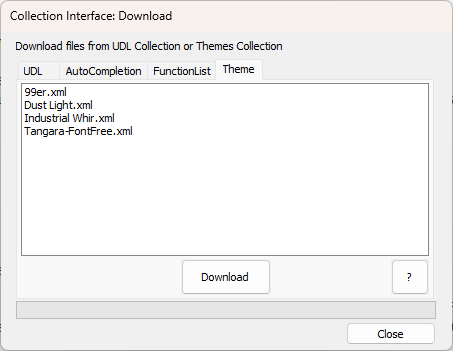 Collection Interface: Download
Download files from UDL Collection or Themes Collection
UDL AutoCompletion FunctionList Theme
99er.xml
Dust Light.xml
Industrial Whir.xml
Tangara-FontFree.xml
Download ?
Close